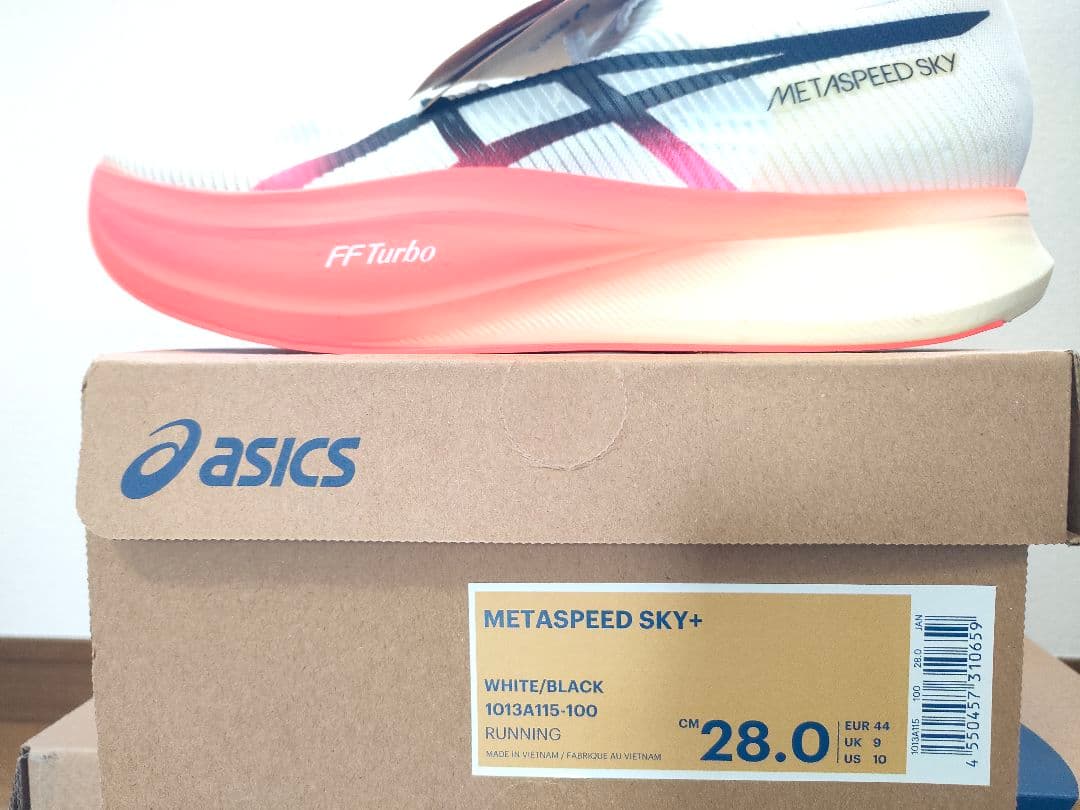 METASPEED SKY
FF Turbo
asics
METASPEED SKY+
WHITE/BLACK
1013A115-100
RUNNING
MADE IN VIETNAM / FABRIQUE AU VIETNAM
CM 28.0
EUR 44
UK 9
US 10
1013A115 100 28.0 JAN
4 550457 310659